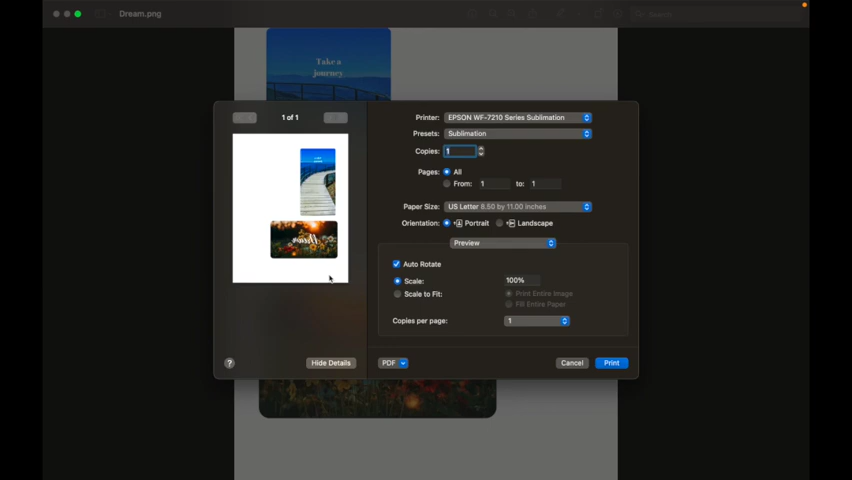 Dream.png
Search
Take a
journey
1 of 1
Printer: EPSON WF-7210 Series Sublimation
Presets: Sublimation
Copies: 1
Pages: All
From: 1 to: 1
Paper Size: US Letter 8.50 by 11.00 inches
Orientation: Portrait Landscape
Preview
Auto Rotate
Scale: 100%
Scale to Fit: Print Entire Image
Fill Entire Paper
Copies per page: 1
? Hide Details PDF Cancel Print